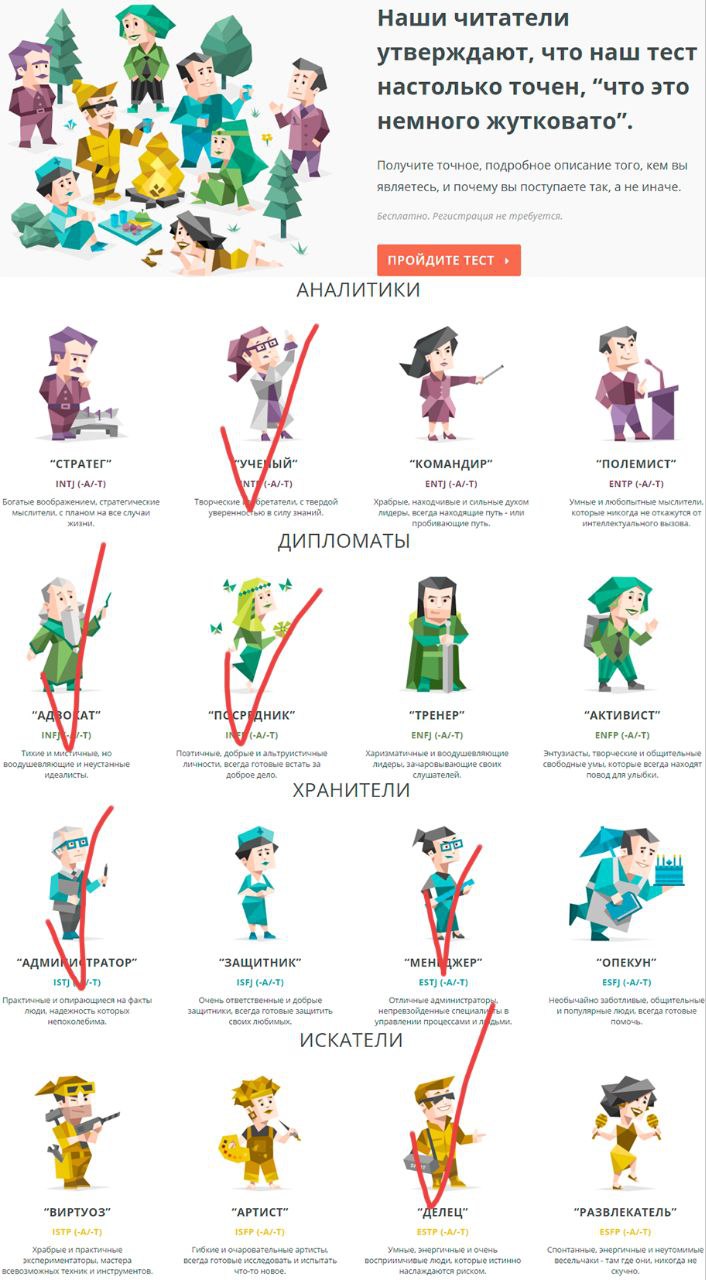 Наши читатели
утверждают, что наш тест
настолько точен, “что это
немного жутковато”.
Получите точное, подробное описание того, кем вы
являетесь, и почему вы поступаете так, а не иначе.
Бесплатно. Регистрация не требуется.
ПРОЙДИТЕ ТЕСТ
АНАЛИТИКИ
“СТРАТЕГ”
INTJ (-A/-T)
Богатые воображением, стратегические
мыслители, с планом на все случаи
жизни.
“УЧЕНЫЙ”
INTP (-A/-T)
Творческие изобретатели, с твердой
уверенностью в силу знаний.
“КОМАНДИР”
ENTJ (-A/-T)
Храбрые, находчивые и сильные духом
лидеры, всегда находящие путь - или
пробивающие путь.
“ПОЛЕМИСТ”
ENTP (-A/-T)
Умные и любопытные мыслители,
которые никогда не откажутся от
интеллектуального вызова.
ДИПЛОМАТЫ
“АДВОКАТ”
INFJ (-A/-T)
Тихие и мистичные, но
воодушевляющие и неустанные
идеалисты.
“ПОСРЕДНИК”
INFP (-A/-T)
Поэтичные, добрые и альтруистичные
личности, всегда готовые встать за
доброе дело.
“ТРЕНЕР”
ENFJ (-A/-T)
Харизматичные и воодушевляющие
лидеры, зачаровывающие своих
слушателей.
“АКТИВИСТ”
ENFP (-A/-T)
Энтузиасты, творческие и общительные
свободные умы, которые всегда находят
повод для улыбки.
ХРАНИТЕЛИ
“АДМИНИСТРАТОР”
ISTJ (-A/-T)
Практичные и опирающиеся на факты
люди, надежность которых
непоколебима.
“ЗАЩИТНИК”
ISFJ (-A/-T)
Очень ответственные и добрые
защитники, всегда готовые защитить
своих любимых.
“МЕНЕДЖЕР”
ESTJ (-A/-T)
Отличные администраторы,
непревзойденные специалисты в
управлении процессами и людьми.
“ОПЕКУН”
ESFJ (-A/-T)
Необычайно заботливые, общительные
и популярные люди, всегда готовые
помочь.
ИСКАТЕЛИ
“ВИРТУОЗ”
ISTP (-A/-T)
Храбрые и практичные
экспериментаторы, мастера
всевозможных техник и инструментов.
“АРТИСТ”
ISFP (-A/-T)
Гибкие и очаровательные артисты,
всегда готовые исследовать и испытать
что-то новое.
“ДЕЛЕЦ”
ESTP (-A/-T)
Умные, энергичные и очень
восприимчивые люди, которые истинно
наслаждаются риском.
“РАЗВЛЕКАТЕЛЬ”
ESFP (-A/-T)
Спонтанные, энергичные и неутомимые
весельчаки - там где они, никогда не
скучно.